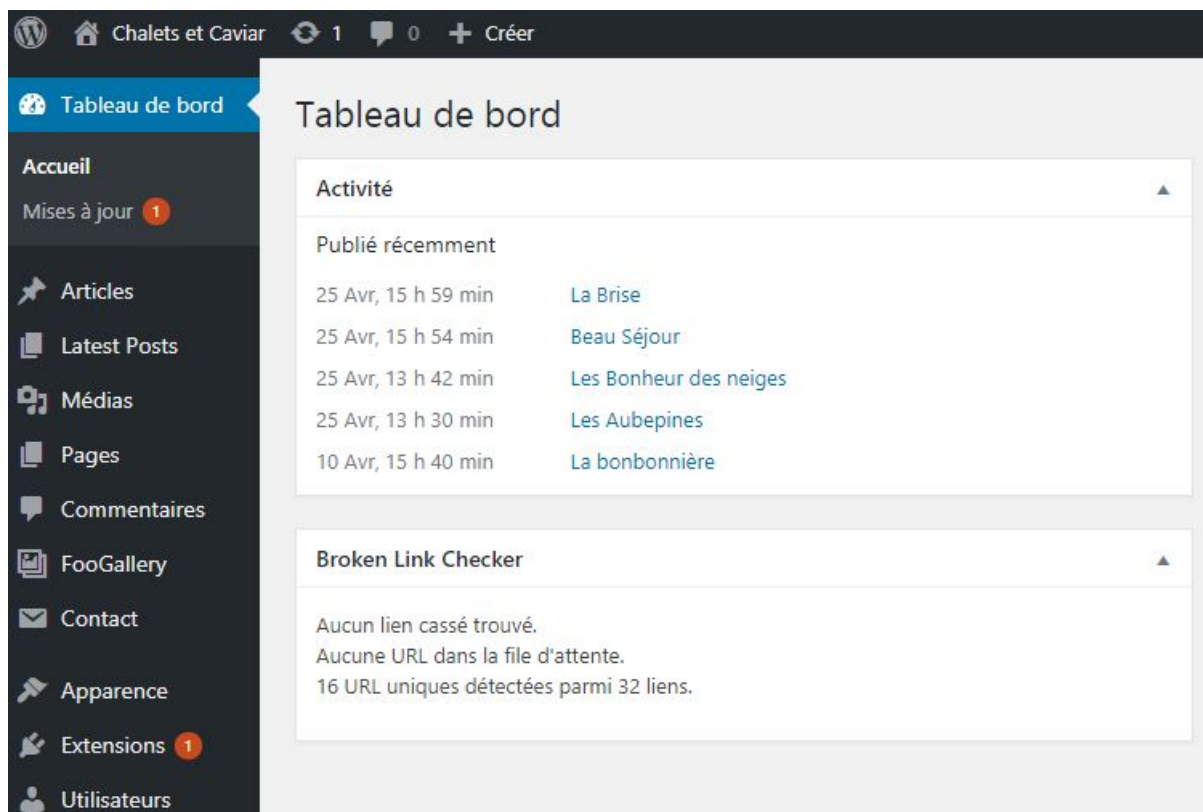 Chalets et Caviar 1 0 Créer
Tableau de bord
Accueil
Mises à jour 1
Articles
Latest Posts
Médias
Pages
Commentaires
FooGallery
Contact
Apparence
Extensions 1
Utilisateurs
Tableau de bord
Activité
Publié récemment
25 Avr, 15 h 59 min La Brise
25 Avr, 15 h 54 min Beau Séjour
25 Avr, 13 h 42 min Les Bonheur des neiges
25 Avr, 13 h 30 min Les Aubepines
10 Avr, 15 h 40 min La bonbonnière
Broken Link Checker
Aucun lien cassé trouvé.
Aucune URL dans la file d'attente.
16 URL uniques détectées parmi 32 liens.